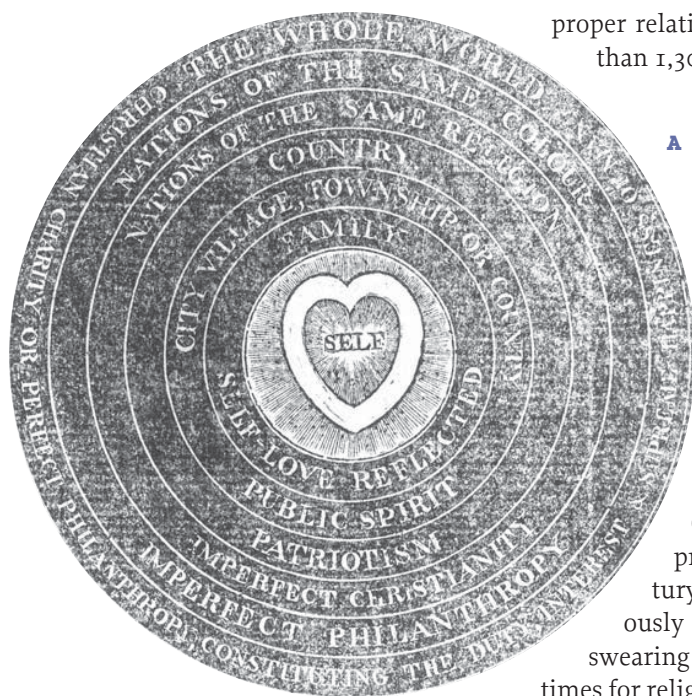 proper relati
than 1,30
A
THE WHOLE WORLD
NATIONS OF THE SAME COLOUR
NATIONS OF THE SAME RELIGION
COUNTRY
CITY VILLAGE, TOWNSHIP OR COUNTY
FAMILY
SELF
SELF-LOVE REFLECTED
PUBLIC SPIRIT
PATRIOTISM
IMPERFECT CHRISTIANITY
IMPERFECT PHILANTHROPY
CHRISTIAN CHARITY OR PERFECT PHILANTHROPY, CONSTITUTING THE DUTY, INTEREST & SUPREME
pr
tury
ously
swearing
times for relig